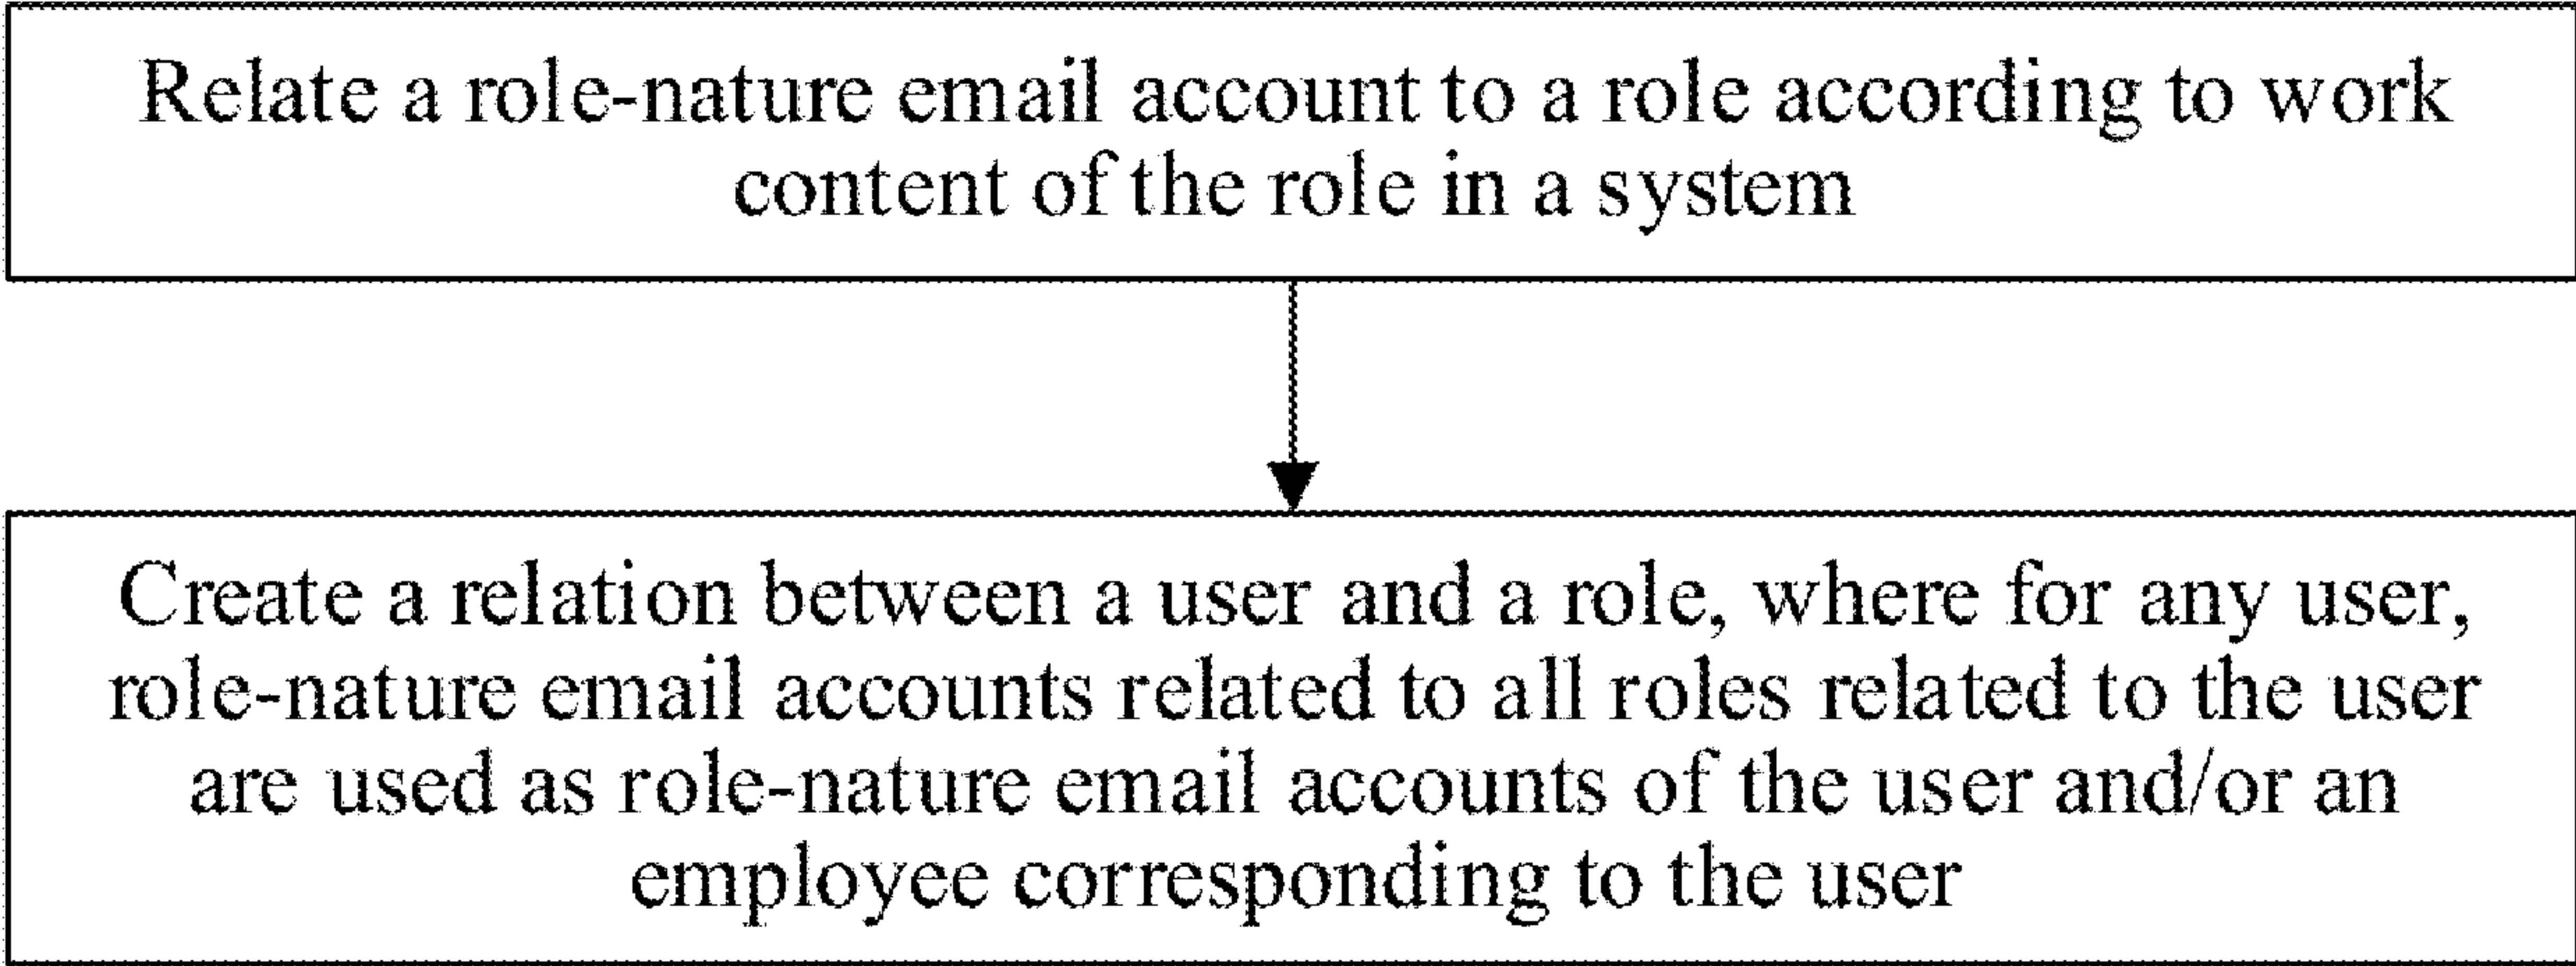 Relate a role-nature email account to a role according to work
content of the role in a system
Create a relation between a user and a role, where for any user,
role-nature email accounts related to all roles related to the user
are used as role-nature email accounts of the user and/or an
employee corresponding to the user